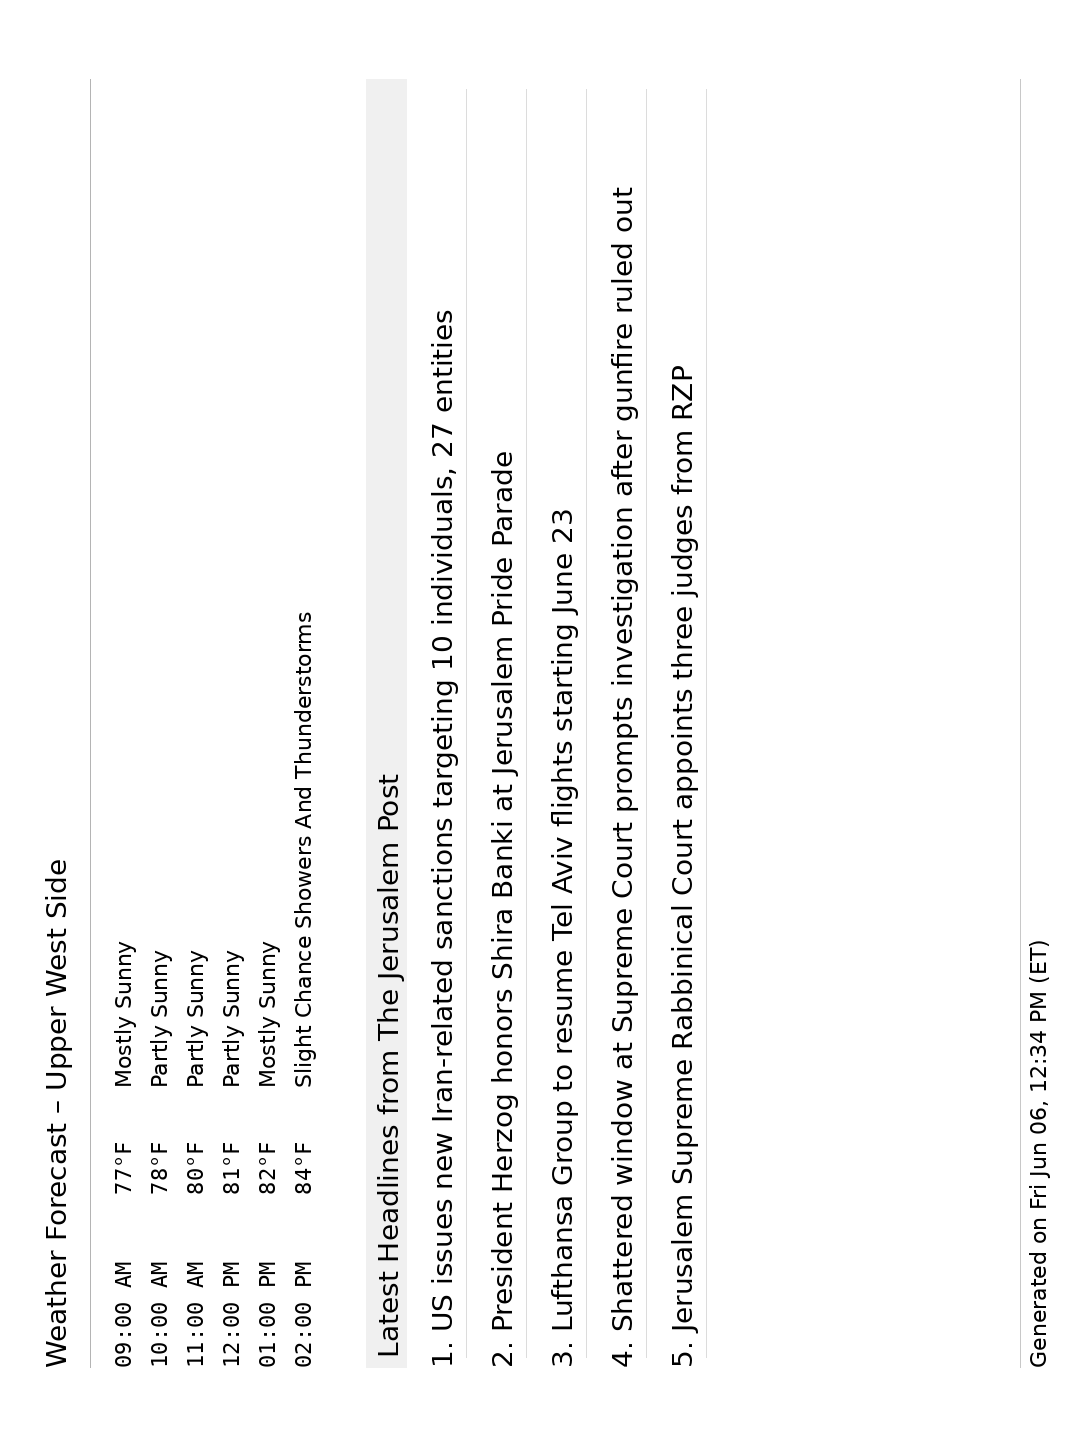 Weather Forecast – Upper West Side
09:00 AM 77°F Mostly Sunny
10:00 AM 78°F Partly Sunny
11:00 AM 80°F Partly Sunny
12:00 PM 81°F Partly Sunny
01:00 PM 82°F Mostly Sunny
02:00 PM 84°F Slight Chance Showers And Thunderstorms
Latest Headlines from The Jerusalem Post
1. US issues new Iran-related sanctions targeting 10 individuals, 27 entities
2. President Herzog honors Shira Banki at Jerusalem Pride Parade
3. Lufthansa Group to resume Tel Aviv flights starting June 23
4. Shattered window at Supreme Court prompts investigation after gunfire ruled out
5. Jerusalem Supreme Rabbinical Court appoints three judges from RZP
Generated on Fri Jun 06, 12:34 PM (ET)